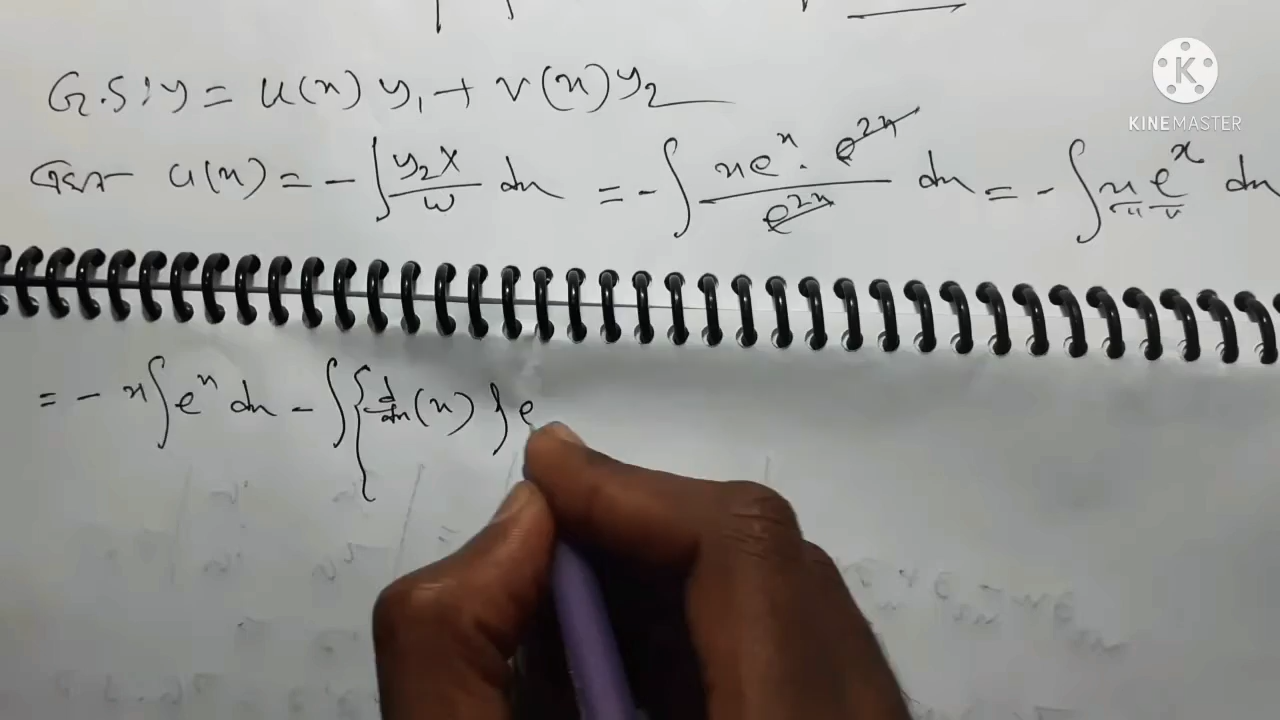 K
KINEMASTER
G.S: y = u(x) y₁ + v(x) y₂
u(x) = - ∫ y₂X/W dx = - ∫ xeˣ · e²ˣ/e²ˣ dx = - ∫ x eˣ dx
u v
= - x ∫ eˣ dx - ∫ { d/dx (x) } e